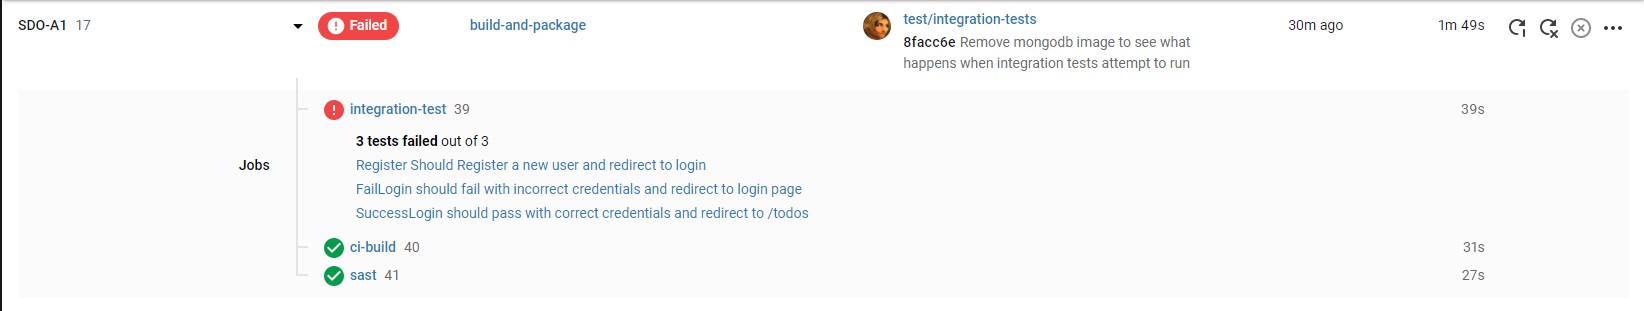 SDO-A1 17 Failed build-and-package test/integration-tests 30m ago 1m 49s
8facc6e Remove mongodb image to see what
happens when integration tests attempt to run
integration-test 39 39s
3 tests failed out of 3
Jobs Register Should Register a new user and redirect to login
FailLogin should fail with incorrect credentials and redirect to login page
SuccessLogin should pass with correct credentials and redirect to /todos
ci-build 40 31s
sast 41 27s